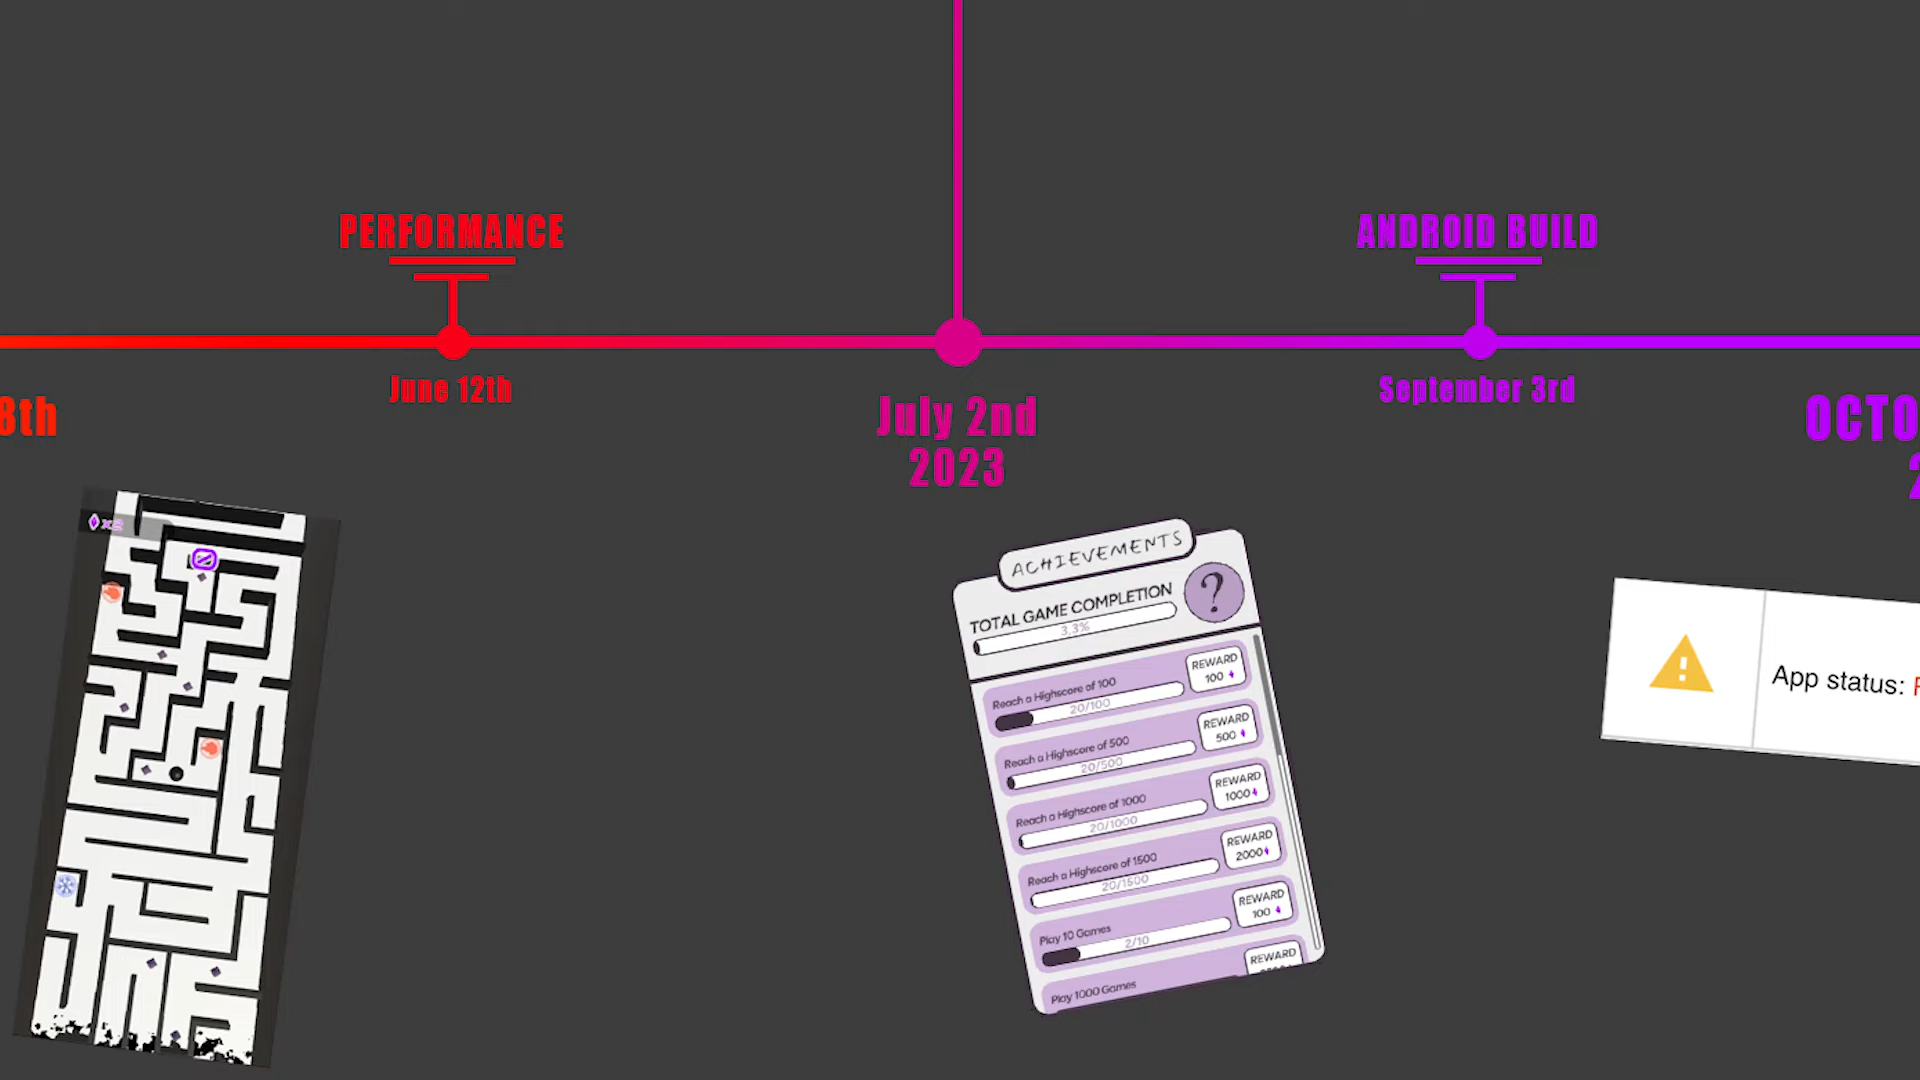 PERFORMANCE
ANDROID BUILD
June 12th
September 3rd
8th
July 2nd
2023
OCTO
2
x2
ACHIEVEMENTS
TOTAL GAME COMPLETION
3,3%
?
Reach a Highscore of 100
20/100
REWARD
100
Reach a Highscore of 500
20/500
REWARD
500
Reach a Highscore of 1000
20/1000
REWARD
1000
Reach a Highscore of 1500
20/1500
REWARD
2000
Play 10 Games
2/10
REWARD
100
Play 1000 Games
REWARD
App status: